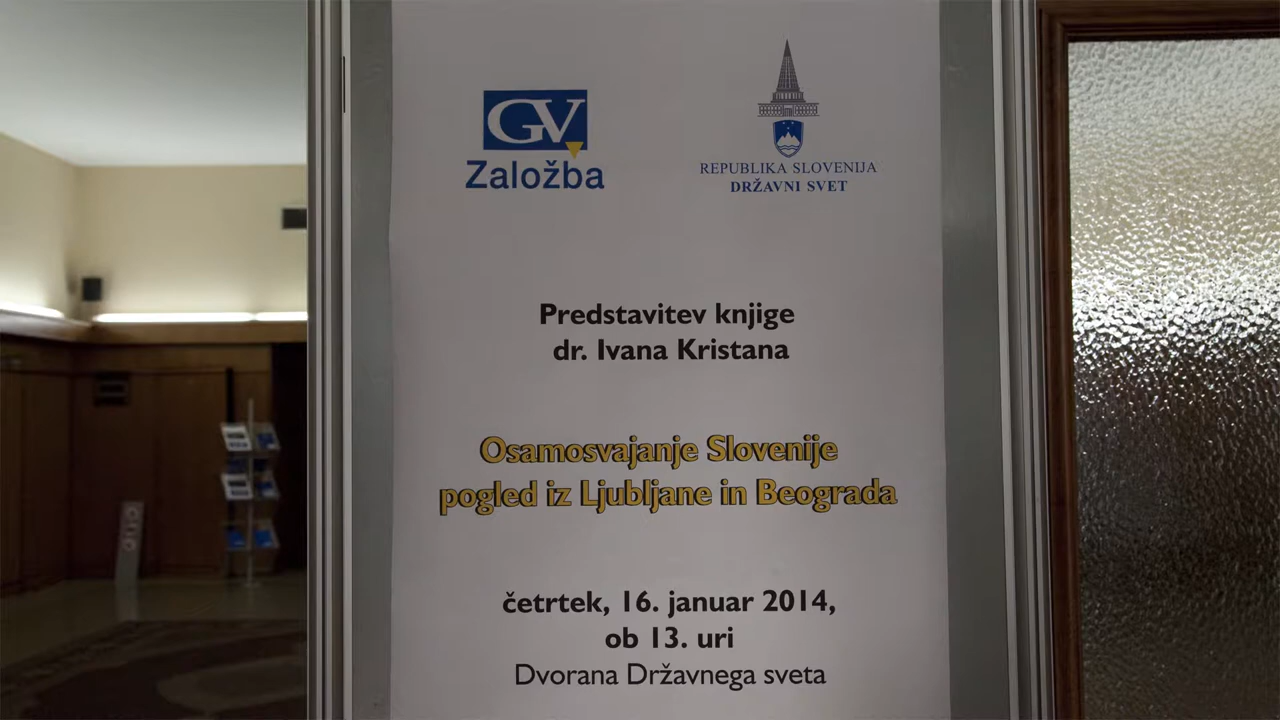 GV
Založba
REPUBLIKA SLOVENIJA
DRŽAVNI SVET
Predstavitev knjige
dr. Ivana Kristana
Osamosvajanje Slovenije
pogled iz Ljubljane in Beograda
četrtek, 16. januar 2014,
ob 13. uri
Dvorana Državnega sveta